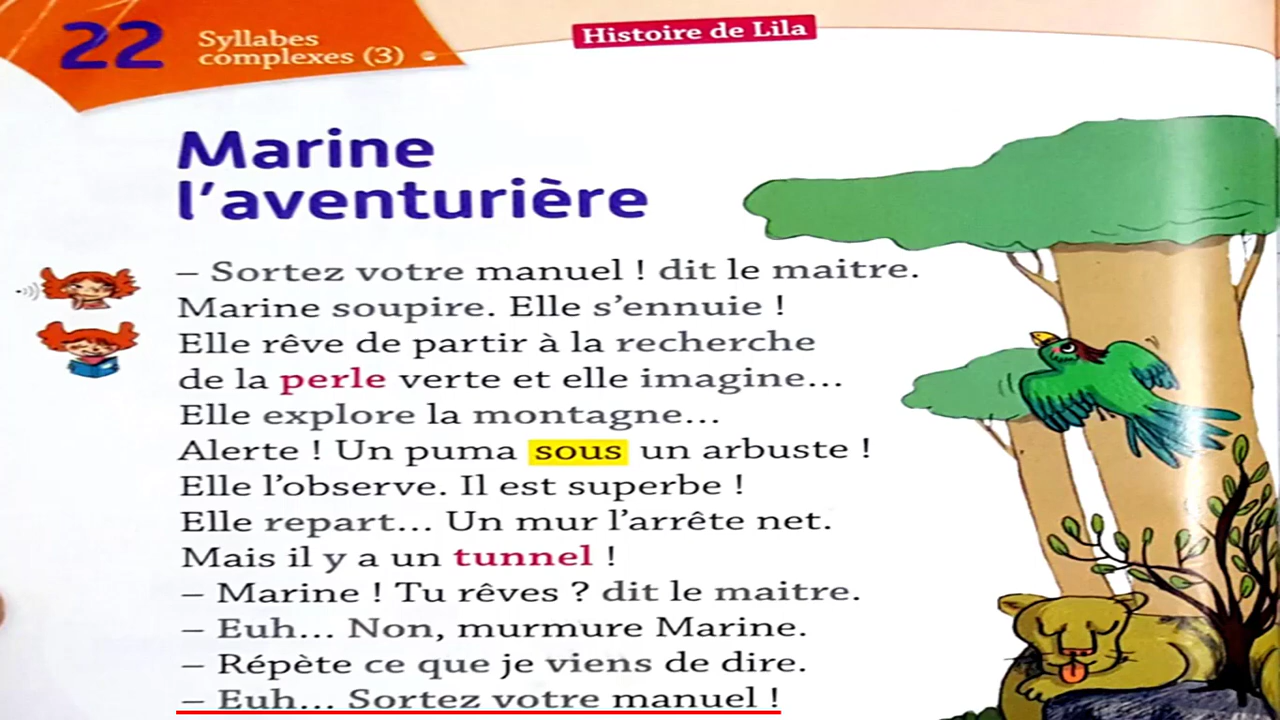 22
Syllabes
complexes (3)
Histoire de Lila
Marine
l'aventurière
– Sortez votre manuel ! dit le maitre.
Marine soupire. Elle s'ennuie !
Elle rêve de partir à la recherche
de la perle verte et elle imagine...
Elle explore la montagne...
Alerte ! Un puma sous un arbuste !
Elle l'observe. Il est superbe !
Elle repart... Un mur l'arrête net.
Mais il y a un tunnel !
– Marine ! Tu rêves ? dit le maitre.
– Euh... Non, murmure Marine.
– Répète ce que je viens de dire.
– Euh... Sortez votre manuel !